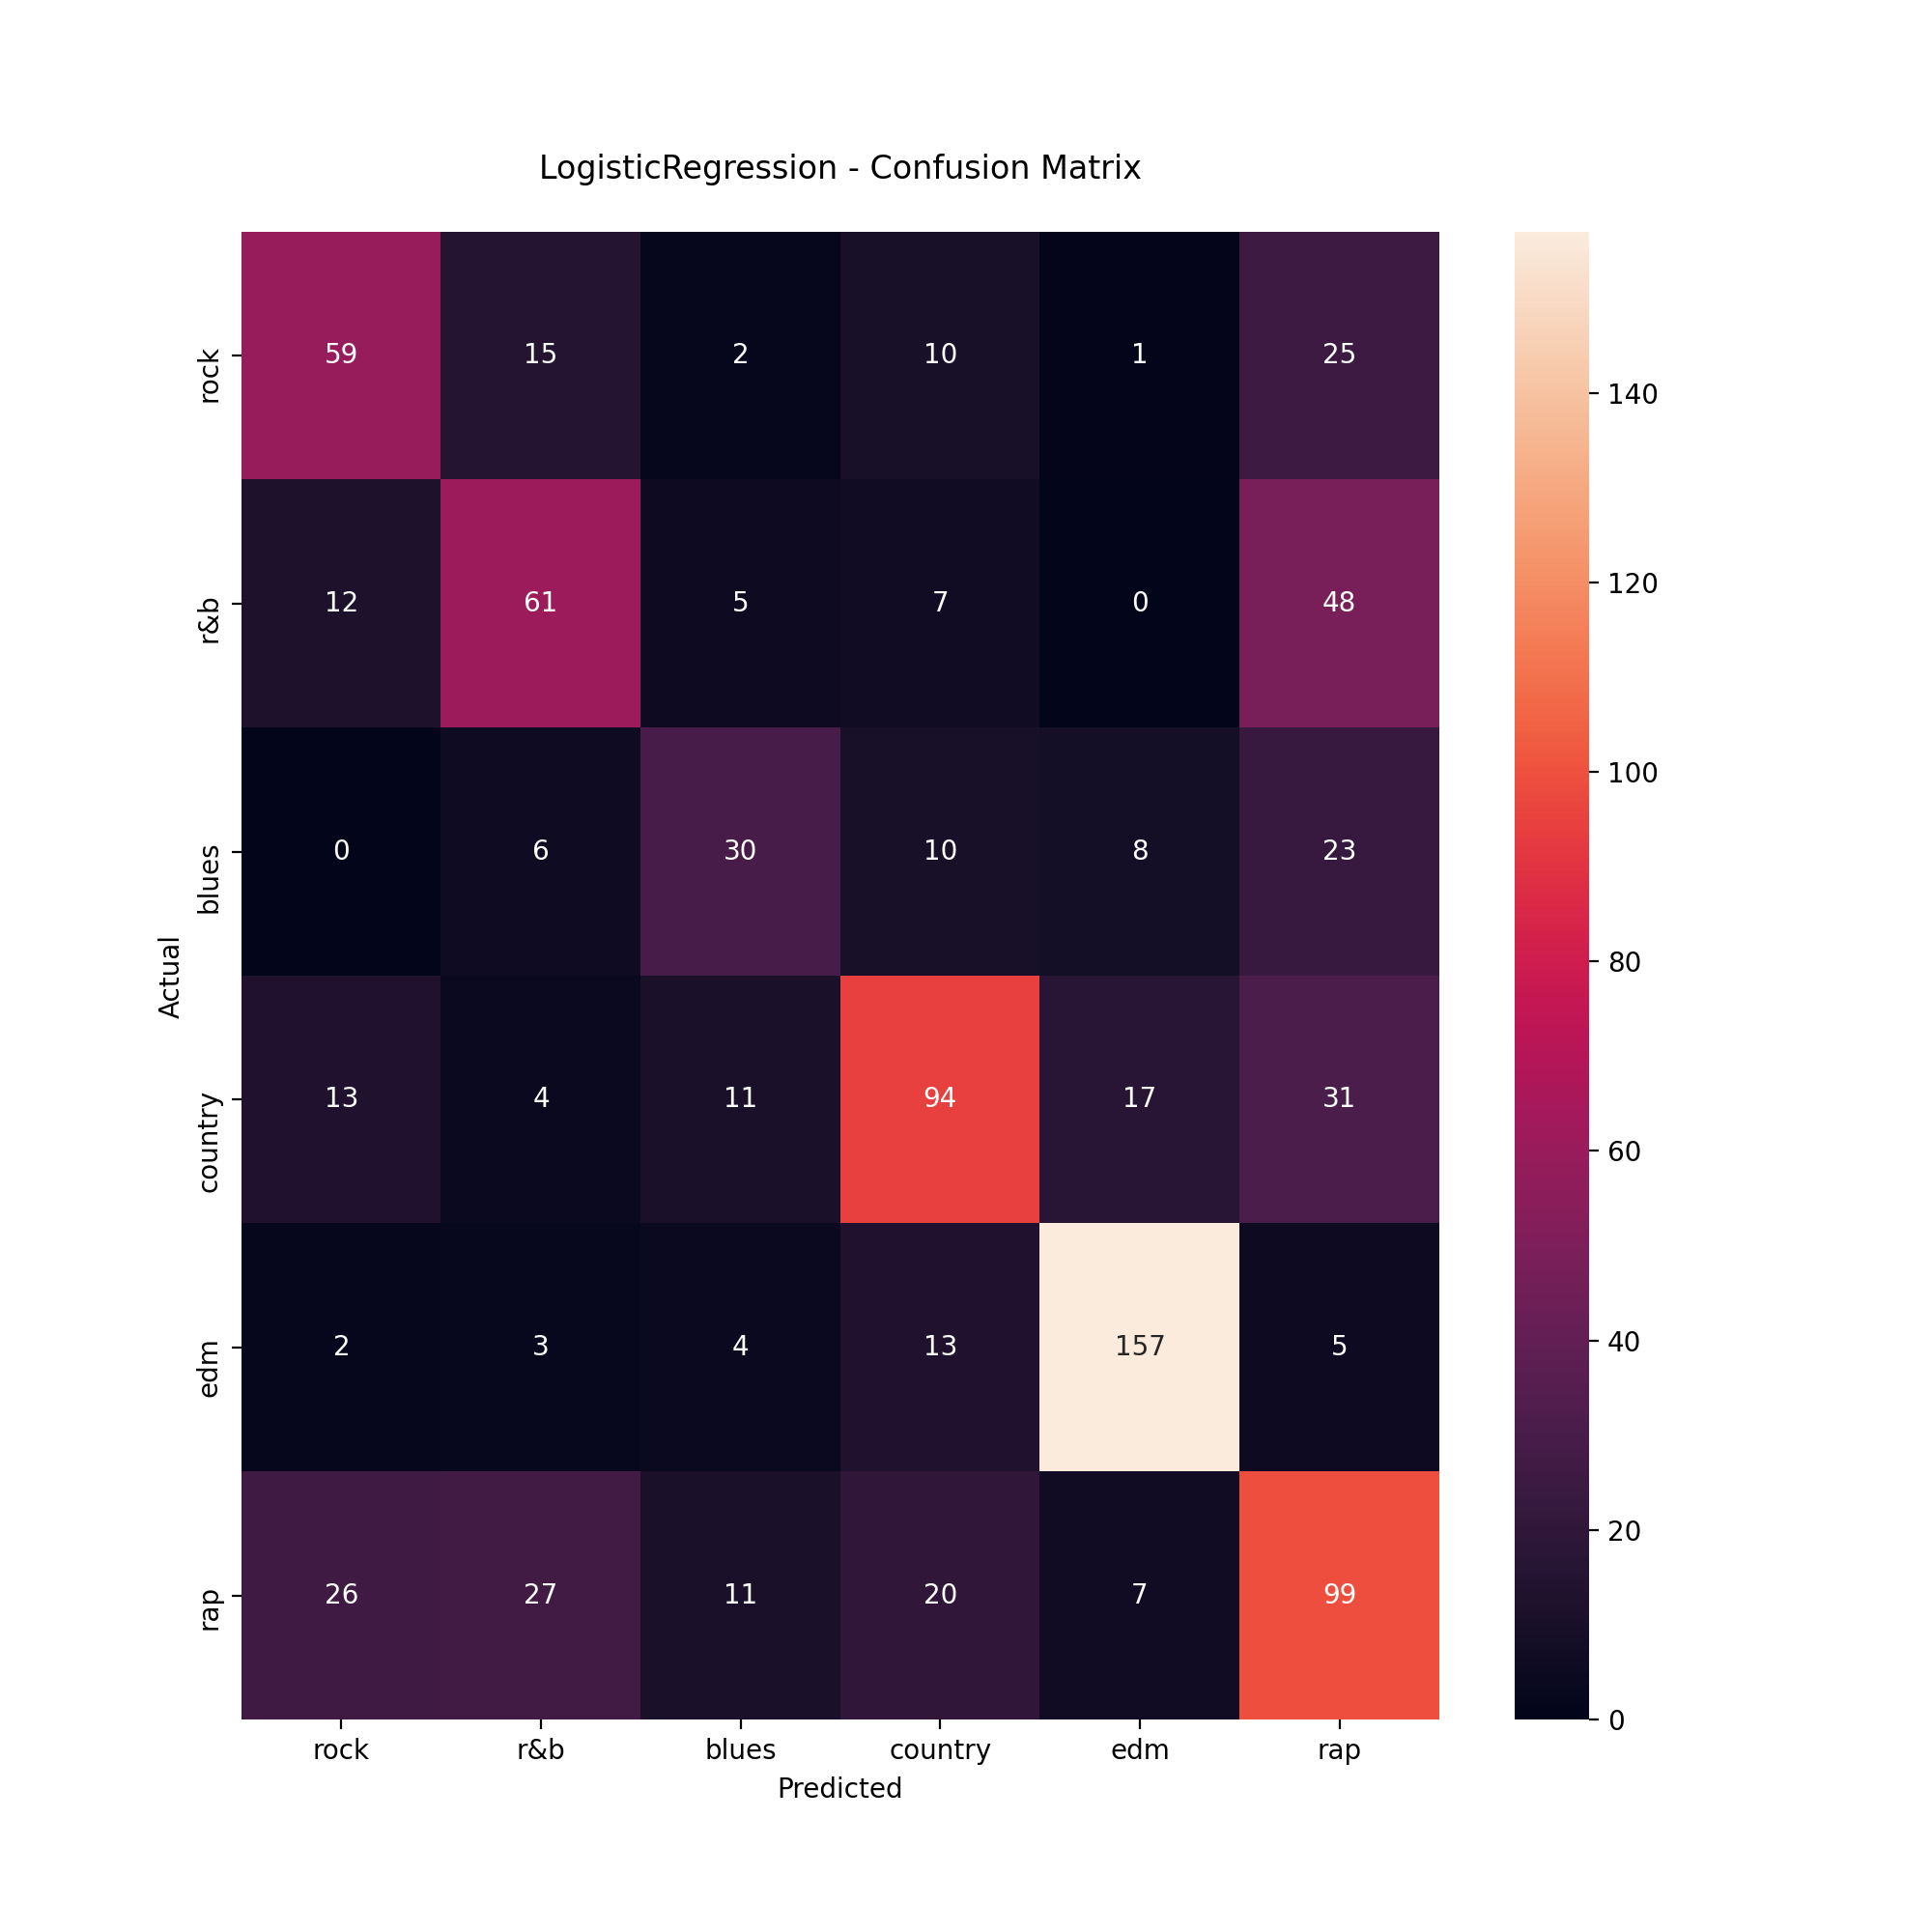 LogisticRegression - Confusion Matrix
rock 59 15 2 10 1 25
r&b 12 61 5 7 0 48
blues 0 6 30 10 8 23
country 13 4 11 94 17 31
edm 2 3 4 13 157 5
rap 26 27 11 20 7 99
Actual
rock r&b blues country edm rap
Predicted
140
120
100
80
60
40
20
0